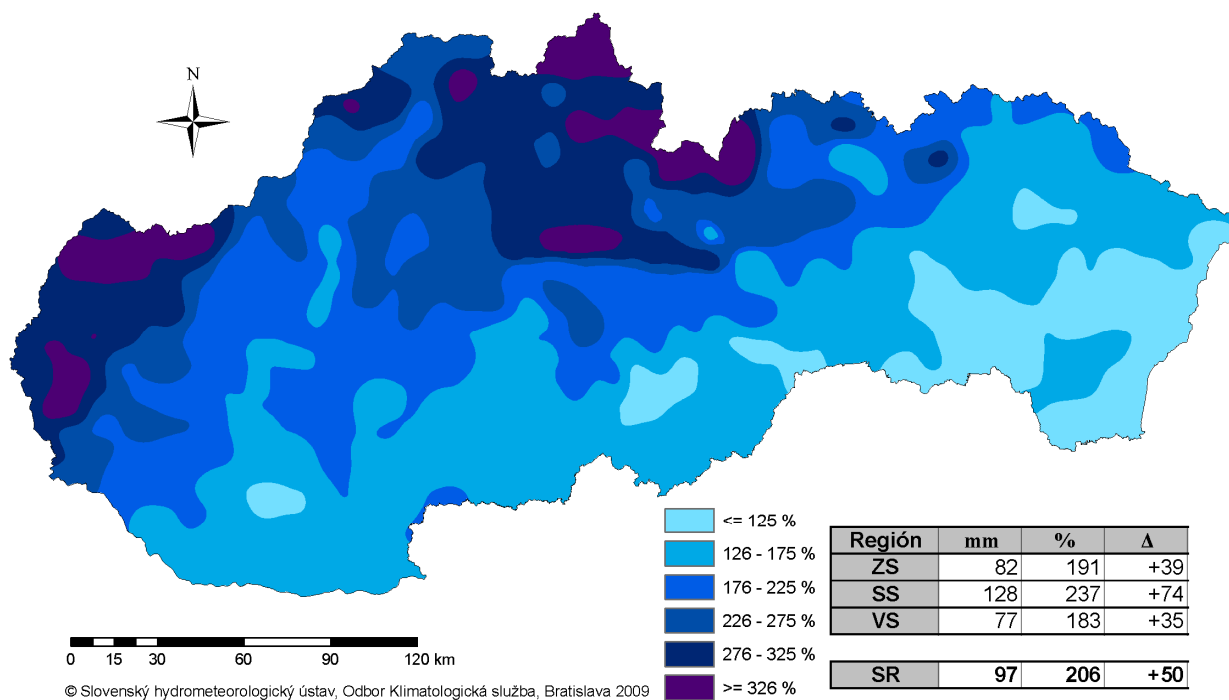 N
<= 125 %
126 - 175 %
176 - 225 %
226 - 275 %
276 - 325 %
>= 326 %
Región mm % Δ
ZS 82 191 +39
SS 128 237 +74
VS 77 183 +35
SR 97 206 +50
0 15 30 60 90 120 km
© Slovenský hydrometeorologický ústav, Odbor Klimatologická služba, Bratislava 2009